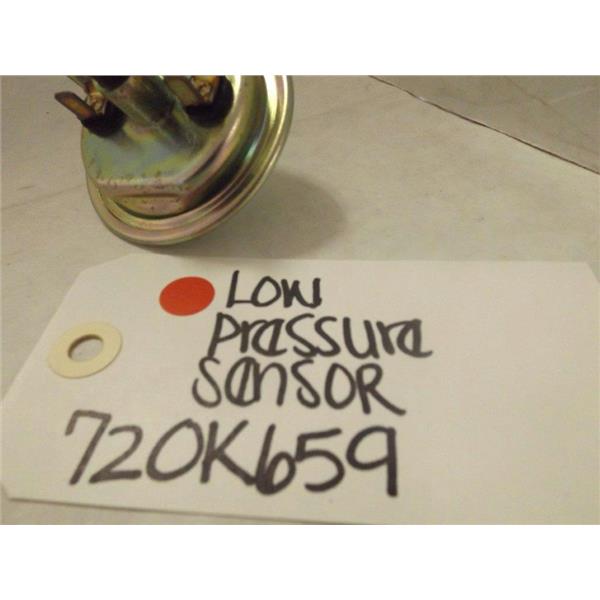 Low
pressure
sensor
720K659